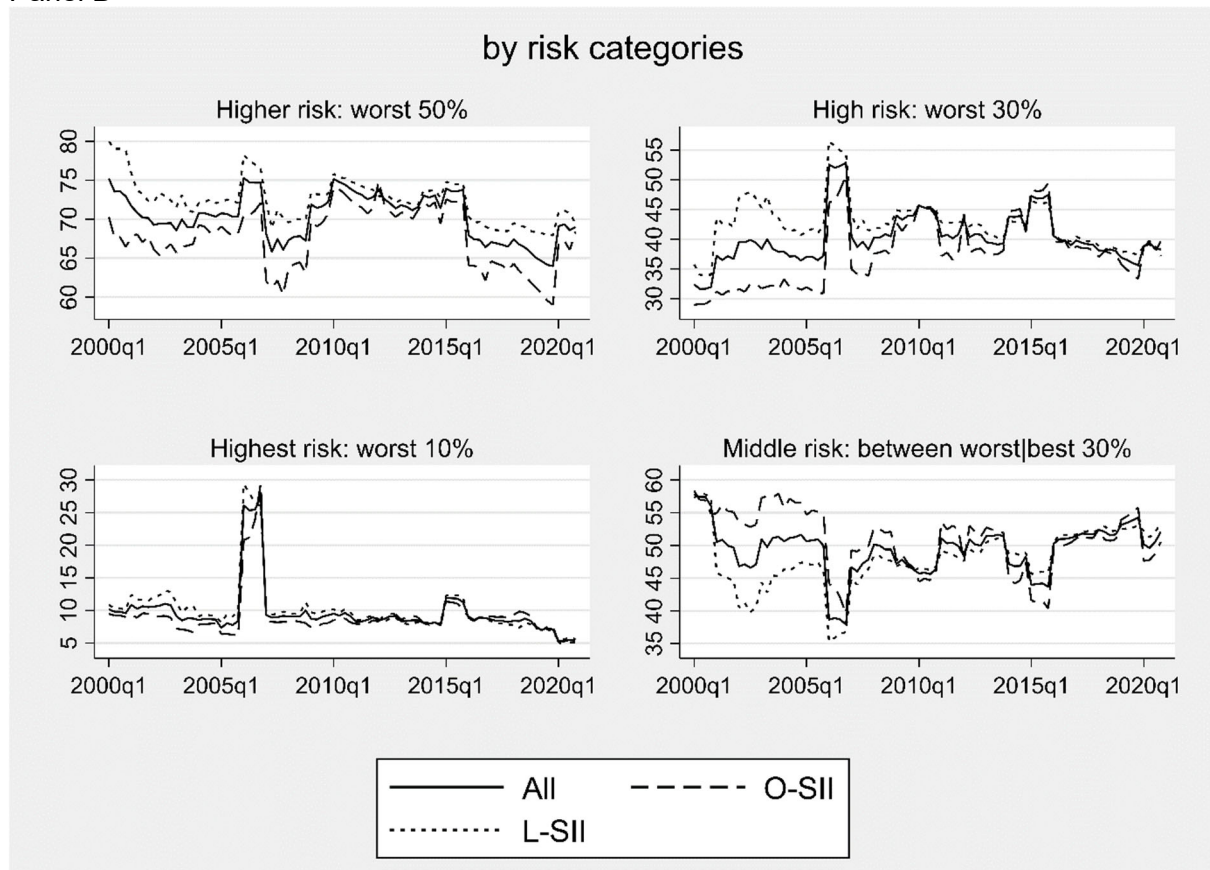 by risk categories
Higher risk: worst 50%
High risk: worst 30%
80
75
70
65
60
55
50
45
40
35
30
2000q1 2005q1 2010q1 2015q1 2020q1
2000q1 2005q1 2010q1 2015q1 2020q1
Highest risk: worst 10%
Middle risk: between worst|best 30%
30
25
20
15
10
5
60
55
50
45
40
35
2000q1 2005q1 2010q1 2015q1 2020q1
2000q1 2005q1 2010q1 2015q1 2020q1
All
O-SII
L-SII